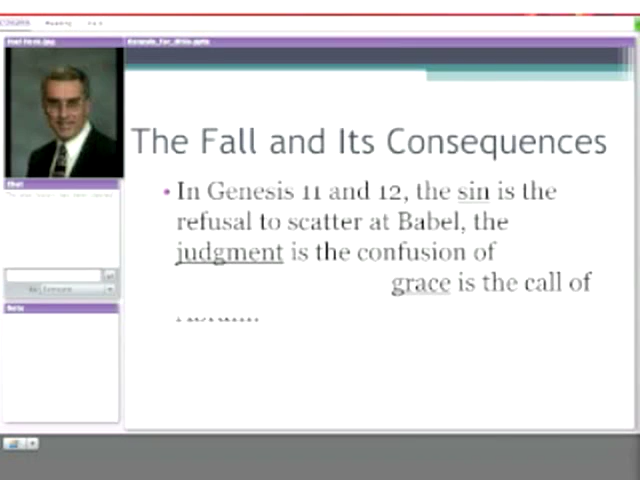 The Fall and Its Consequences
• In Genesis 11 and 12, the sin is the
refusal to scatter at Babel, the
judgment is the confusion of
grace is the call of